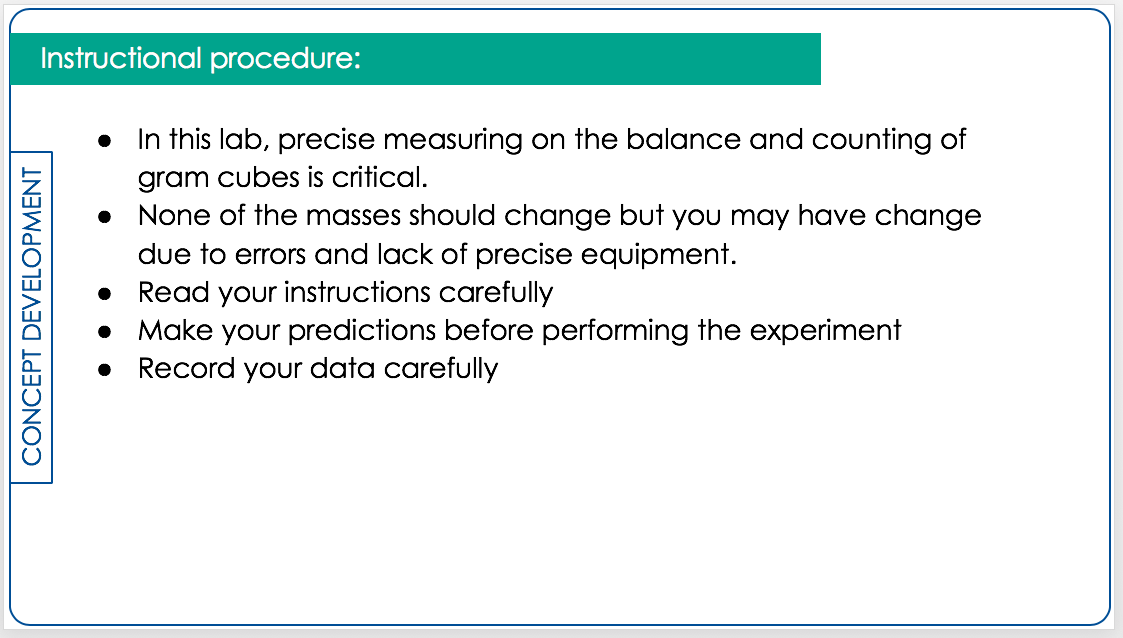 Instructional procedure:
CONCEPT DEVELOPMENT
● In this lab, precise measuring on the balance and counting of
gram cubes is critical.
● None of the masses should change but you may have change
due to errors and lack of precise equipment.
● Read your instructions carefully
● Make your predictions before performing the experiment
● Record your data carefully